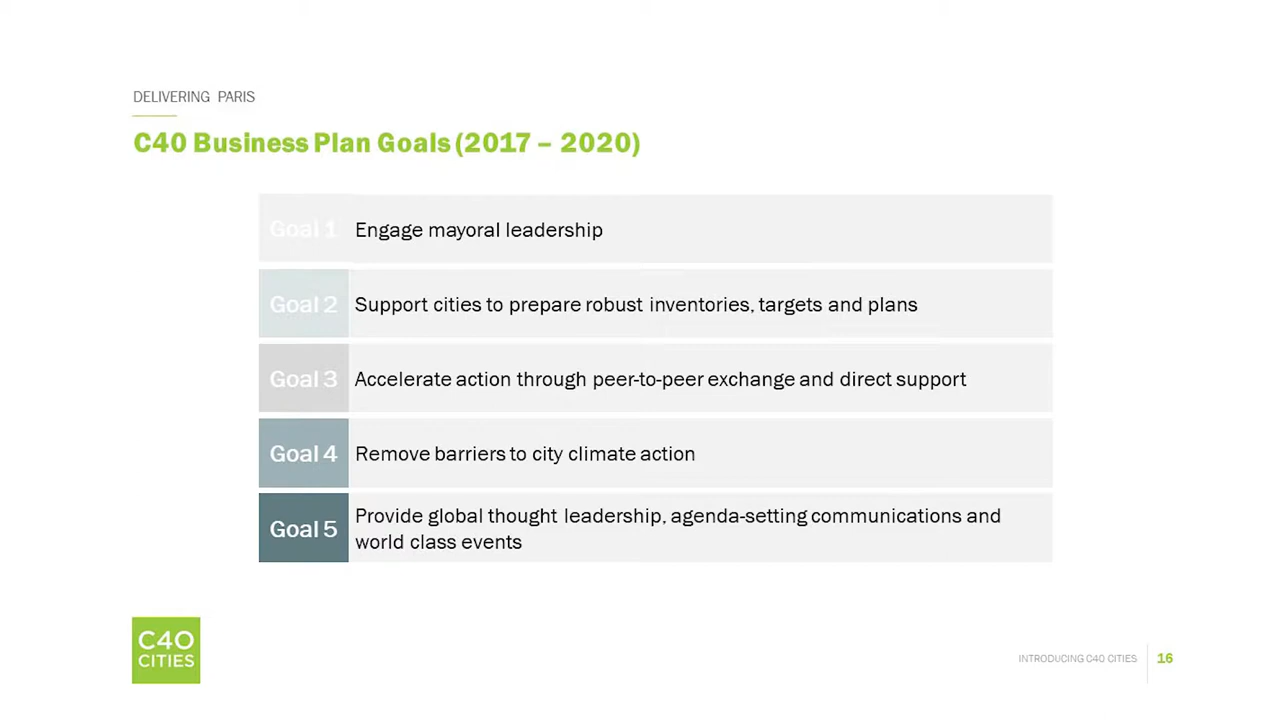 DELIVERING PARIS
C40 Business Plan Goals (2017 – 2020)
Goal 1 Engage mayoral leadership
Goal 2 Support cities to prepare robust inventories, targets and plans
Goal 3 Accelerate action through peer-to-peer exchange and direct support
Goal 4 Remove barriers to city climate action
Goal 5 Provide global thought leadership, agenda-setting communications and
world class events
C40
CITIES
INTRODUCING C40 CITIES 16